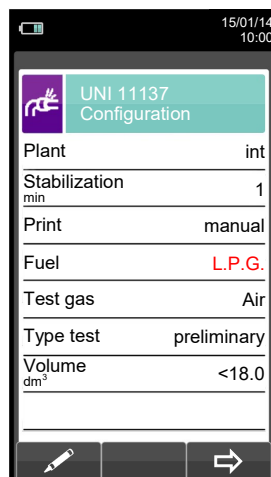 15/01/14
10:00
UNI 11137
Configuration
Plant int
Stabilization 1
min
Print manual
Fuel L.P.G.
Test gas Air
Type test preliminary
Volume <18.0
dm³